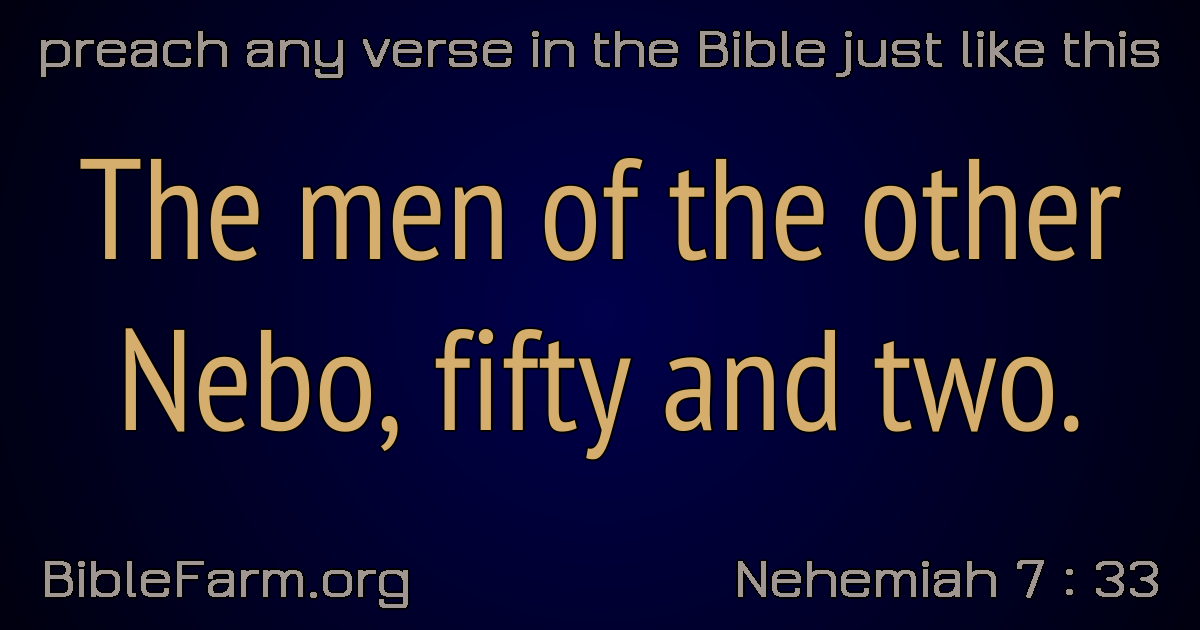 preach any verse in the Bible just like this
The men of the other
Nebo, fifty and two.
BibleFarm.org
Nehemiah 7 : 33